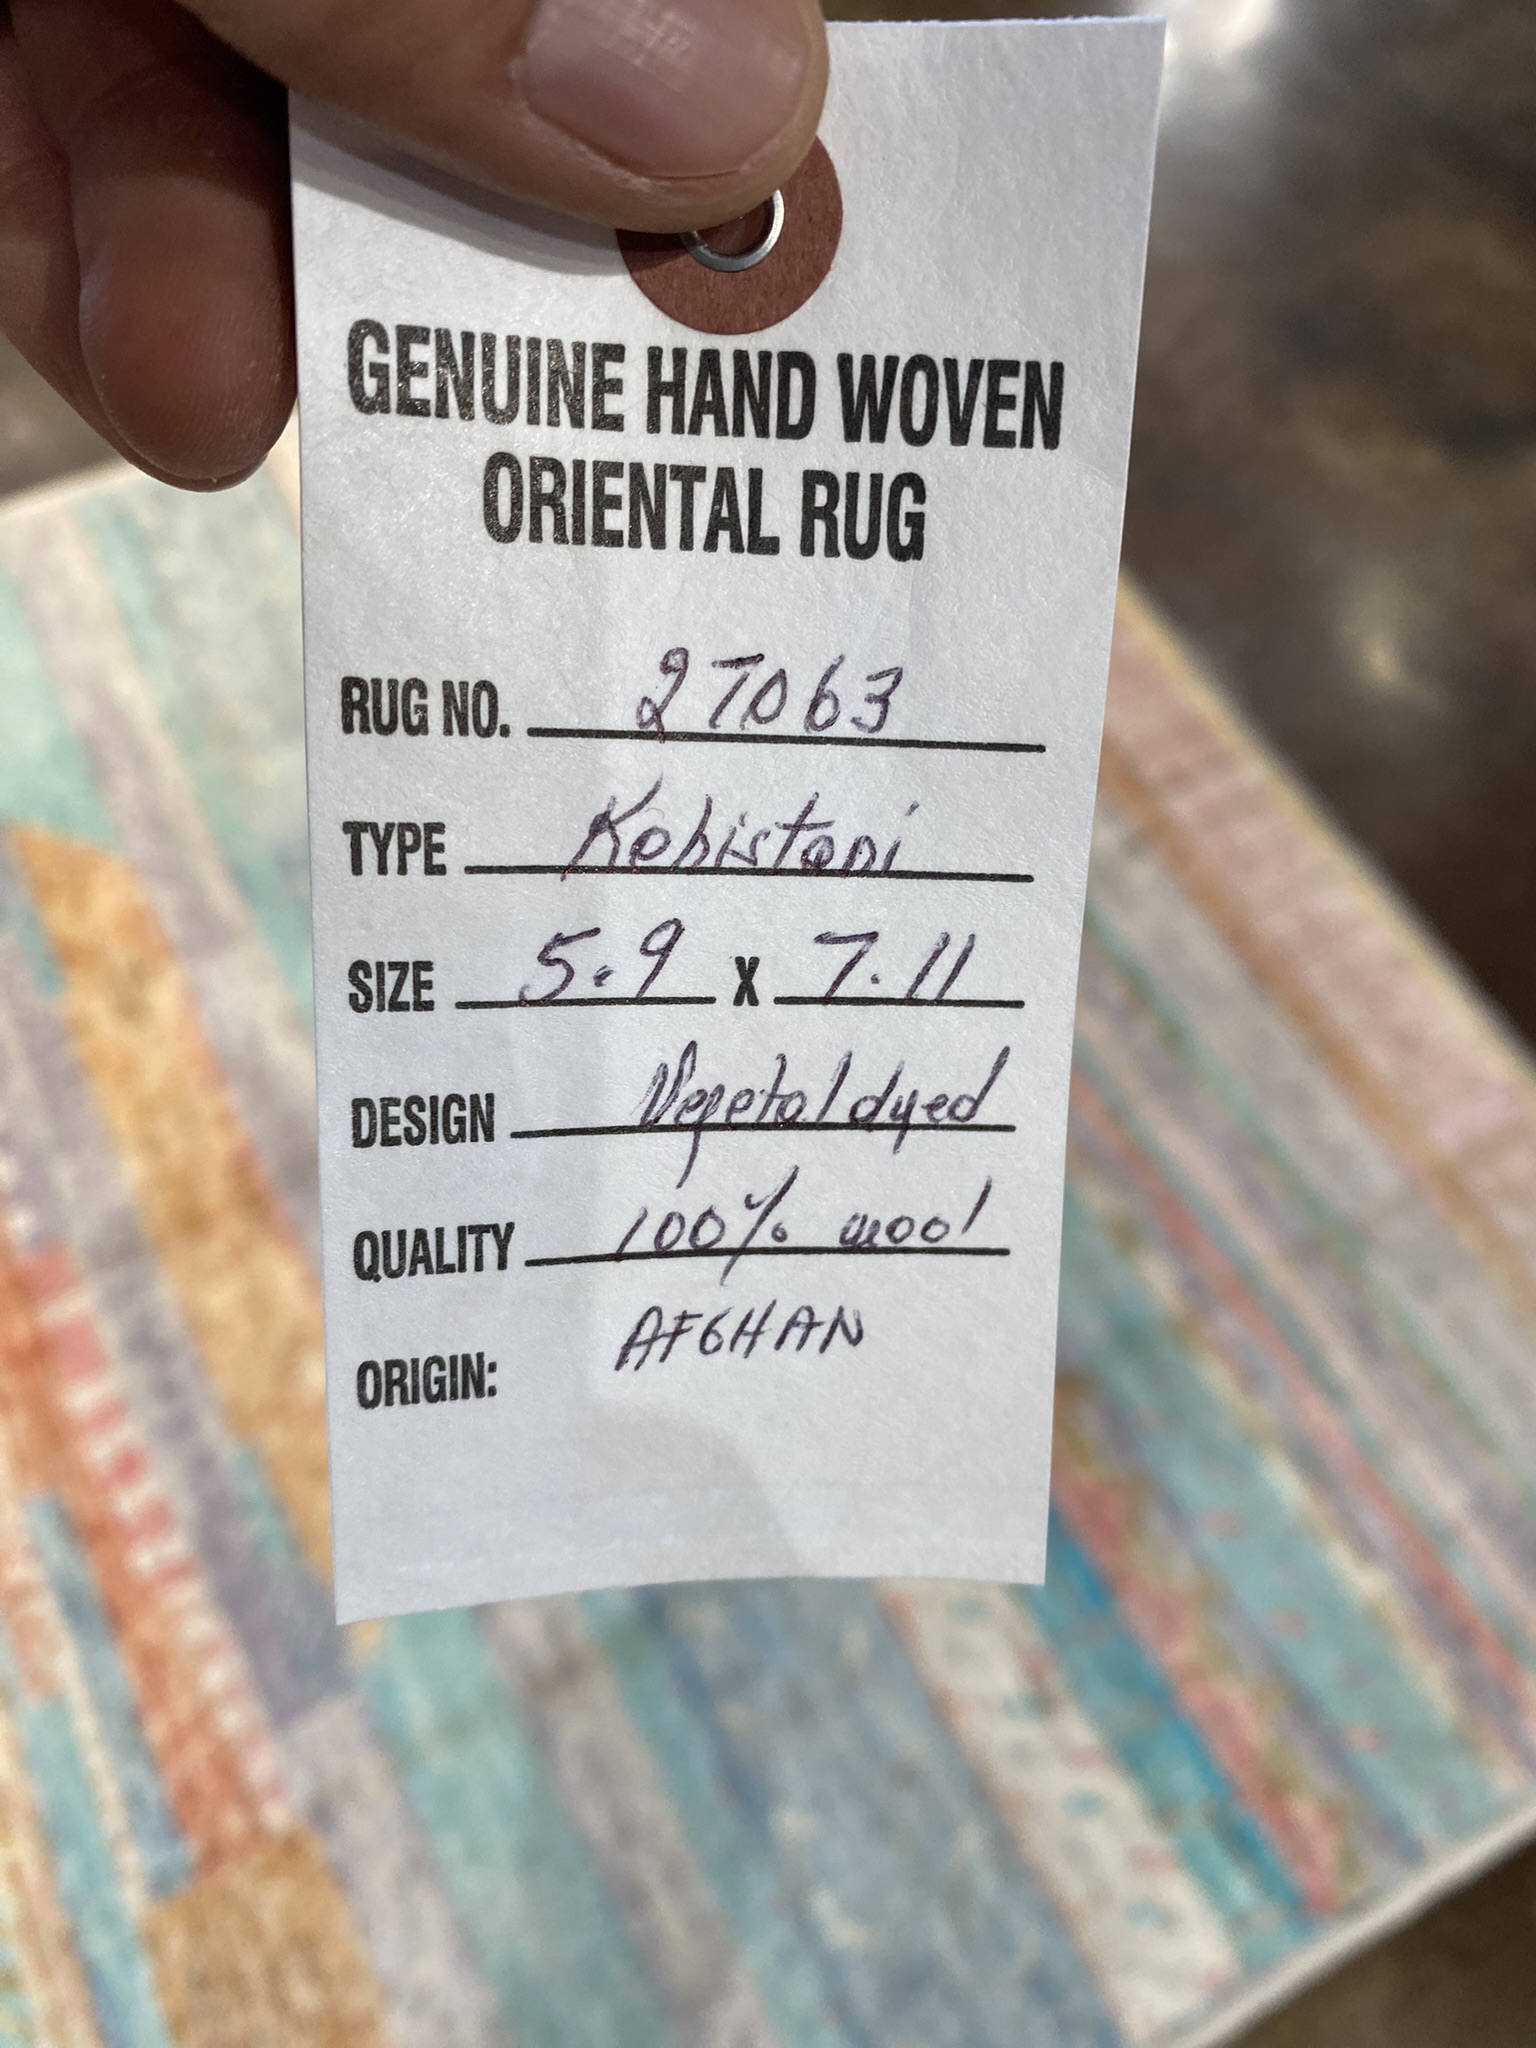 GENUINE HAND WOVEN
ORIENTAL RUG
RUG NO. 27063
TYPE Kohistani
SIZE 5.9 X 7.11
DESIGN Vegetal dyed
QUALITY 100% wool
ORIGIN: AFGHAN